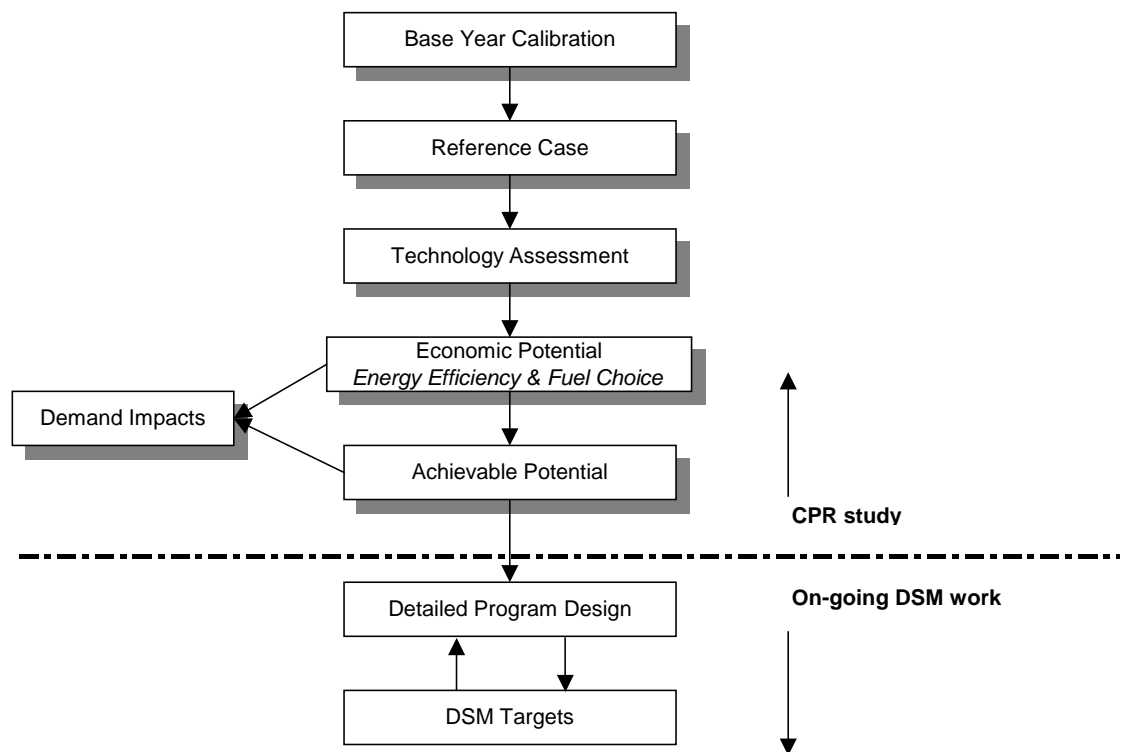 Base Year Calibration
Reference Case
Technology Assessment
Economic Potential
Energy Efficiency & Fuel Choice
Demand Impacts
Achievable Potential
CPR study
Detailed Program Design
On-going DSM work
DSM Targets